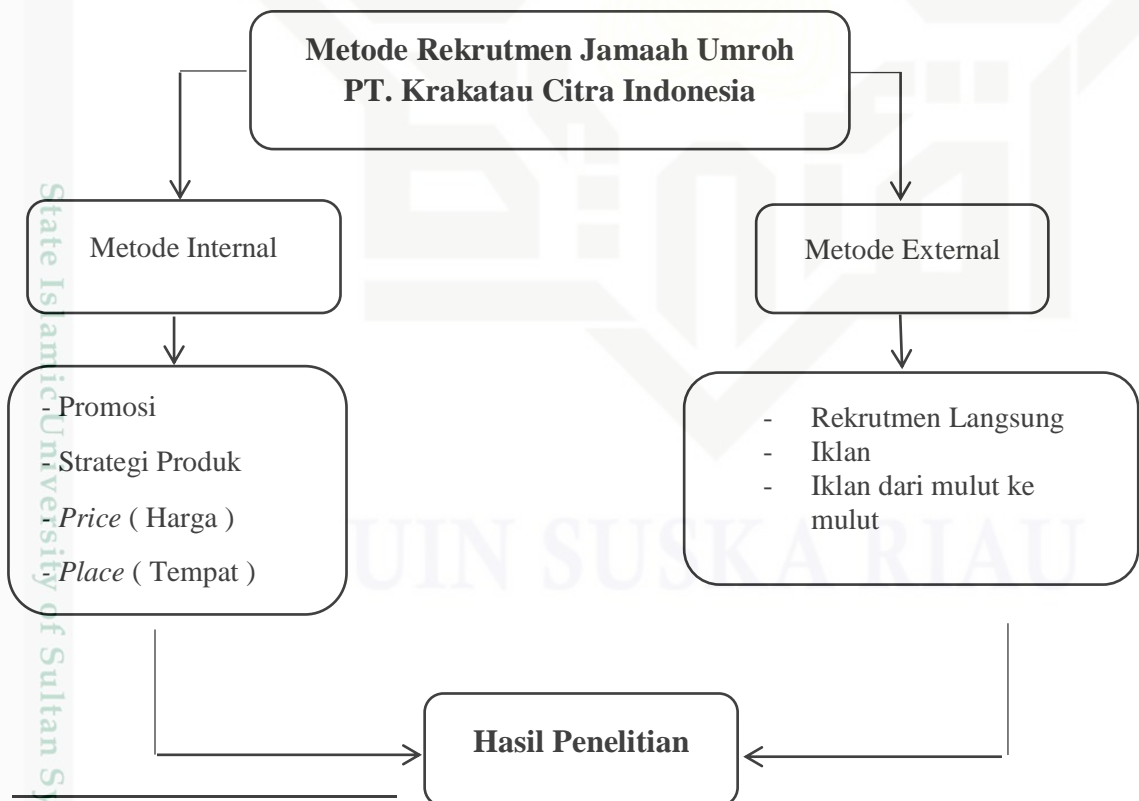 Metode Rekrutmen Jamaah Umroh
PT. Krakatau Citra Indonesia
Metode Internal
Metode External
- Promosi
- Strategi Produk
- Price ( Harga )
- Place ( Tempat )
- Rekrutmen Langsung
- Iklan
- Iklan dari mulut ke
mulut
Hasil Penelitian
State Islamic University of Sultan Sy
UIN SUSKA RIAU